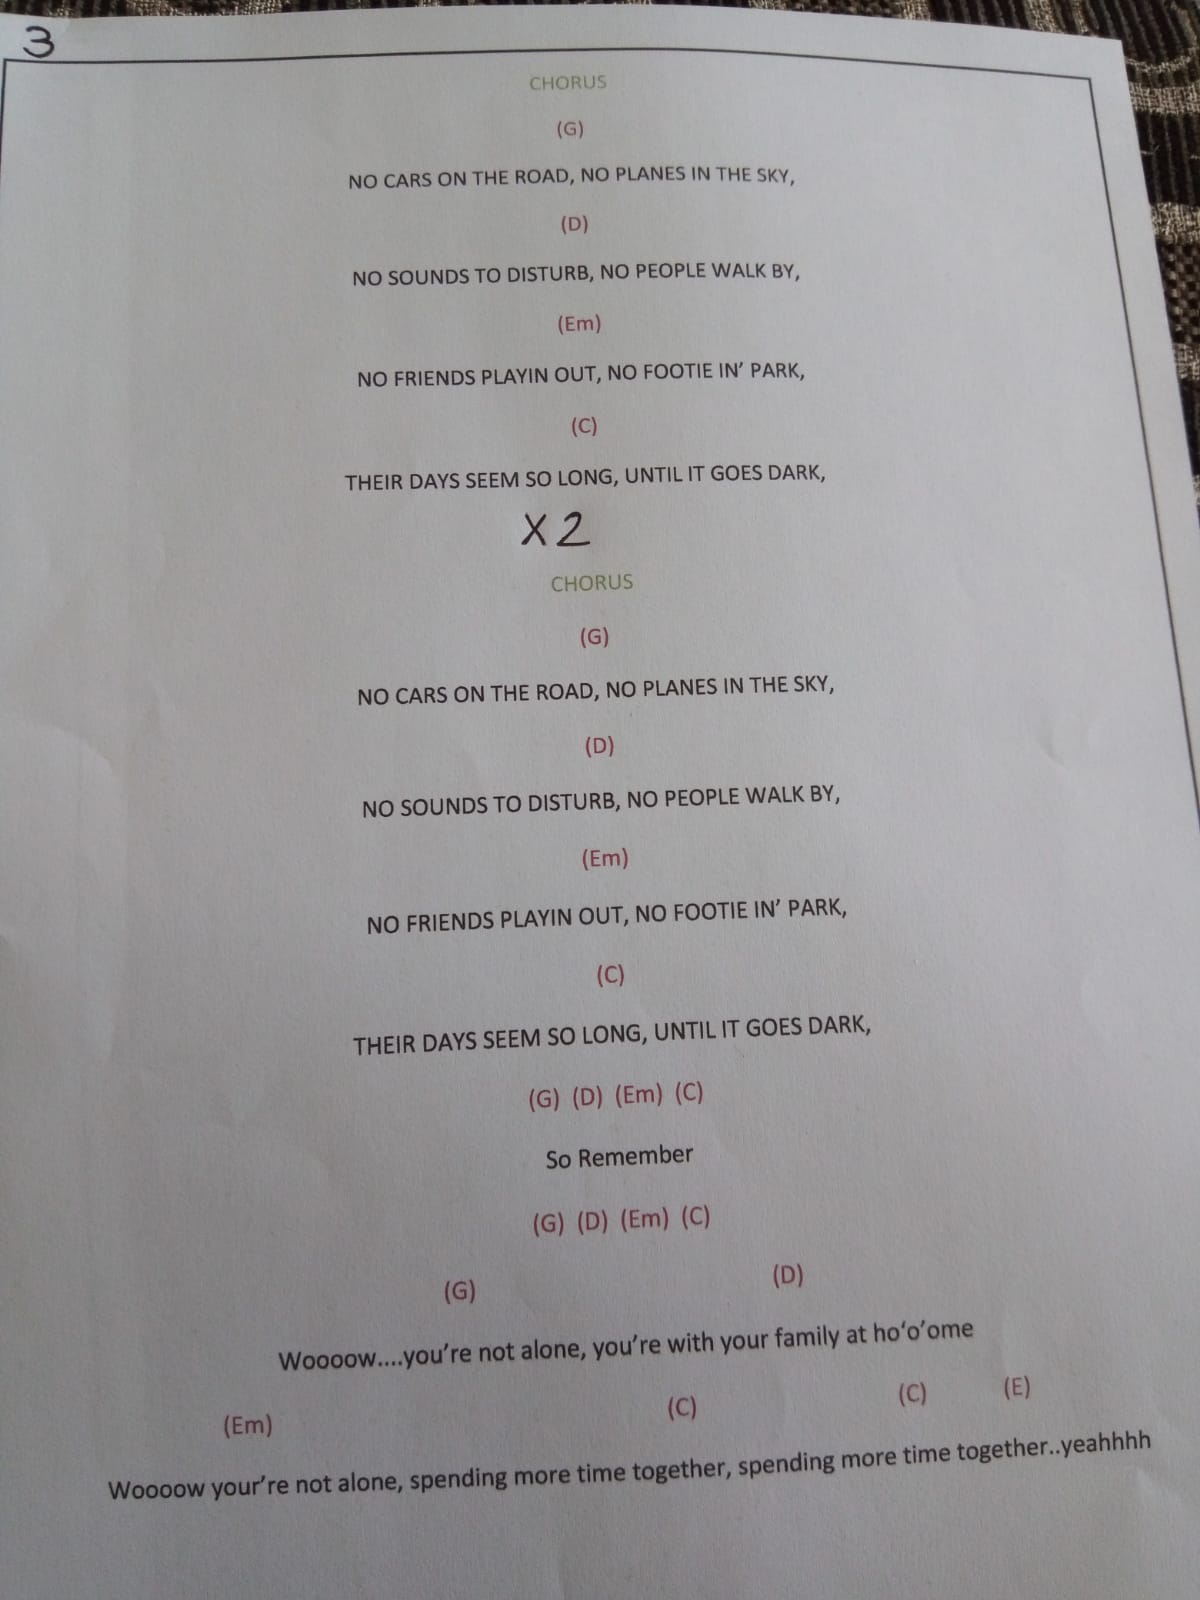 3
CHORUS
(G)
NO CARS ON THE ROAD, NO PLANES IN THE SKY,
(D)
NO SOUNDS TO DISTURB, NO PEOPLE WALK BY,
(Em)
NO FRIENDS PLAYIN OUT, NO FOOTIE IN’ PARK,
(C)
THEIR DAYS SEEM SO LONG, UNTIL IT GOES DARK,
X2
CHORUS
(G)
NO CARS ON THE ROAD, NO PLANES IN THE SKY,
(D)
NO SOUNDS TO DISTURB, NO PEOPLE WALK BY,
(Em)
NO FRIENDS PLAYIN OUT, NO FOOTIE IN’ PARK,
(C)
THEIR DAYS SEEM SO LONG, UNTIL IT GOES DARK,
(G) (D) (Em) (C)
So Remember
(G) (D) (Em) (C)
(G) (D)
Woooow....you’re not alone, you’re with your family at ho‘o’ome
(Em) (C) (C) (E)
Woooow your’re not alone, spending more time together, spending more time together..yeahhhh